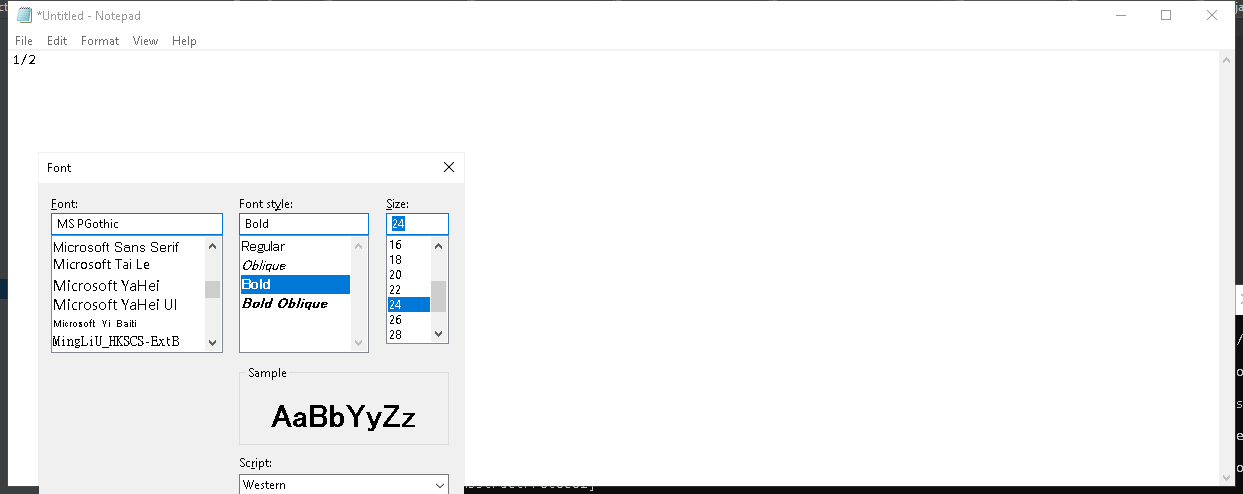 *Untitled - Notepad
File Edit Format View Help
1/2
Font
Font: Font style: Size:
MS PGothic Bold 24
Microsoft Sans Serif Regular 16
Microsoft Tai Le Oblique 18
Microsoft YaHei Bold 20
Microsoft YaHei UI Bold Oblique 22
Microsoft Yi Baiti 24
MingLiU_HKSCS-ExtB 26
28
Sample
AaBbYyZz
Script:
Western